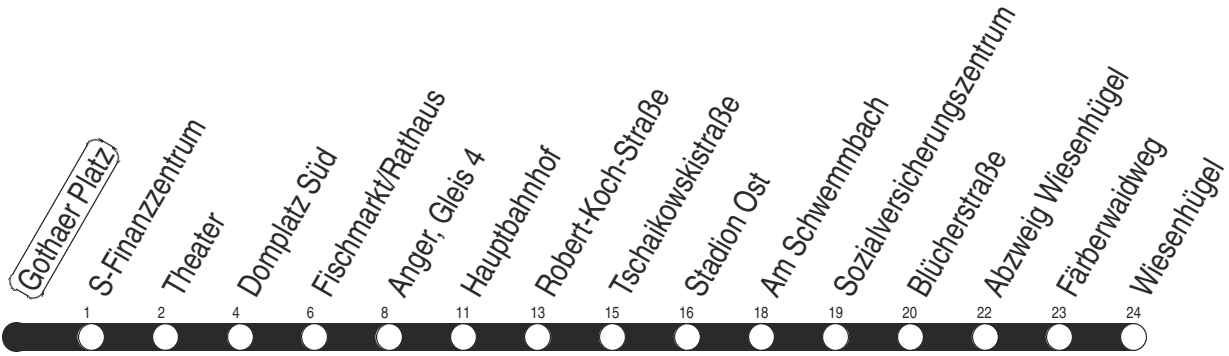 Gothaer Platz
S-Finanzzentrum
Theater
Domplatz Süd
Fischmarkt/Rathaus
Anger, Gleis 4
Hauptbahnhof
Robert-Koch-Straße
Tschaikowskistraße
Stadion Ost
Am Schwemmbach
Sozialversicherungszentrum
Blücherstraße
Abzweig Wiesenhügel
Färberwaidweg
Wiesenhügel
1 2 4 6 8 11 13 15 16 18 19 20 22 23 24